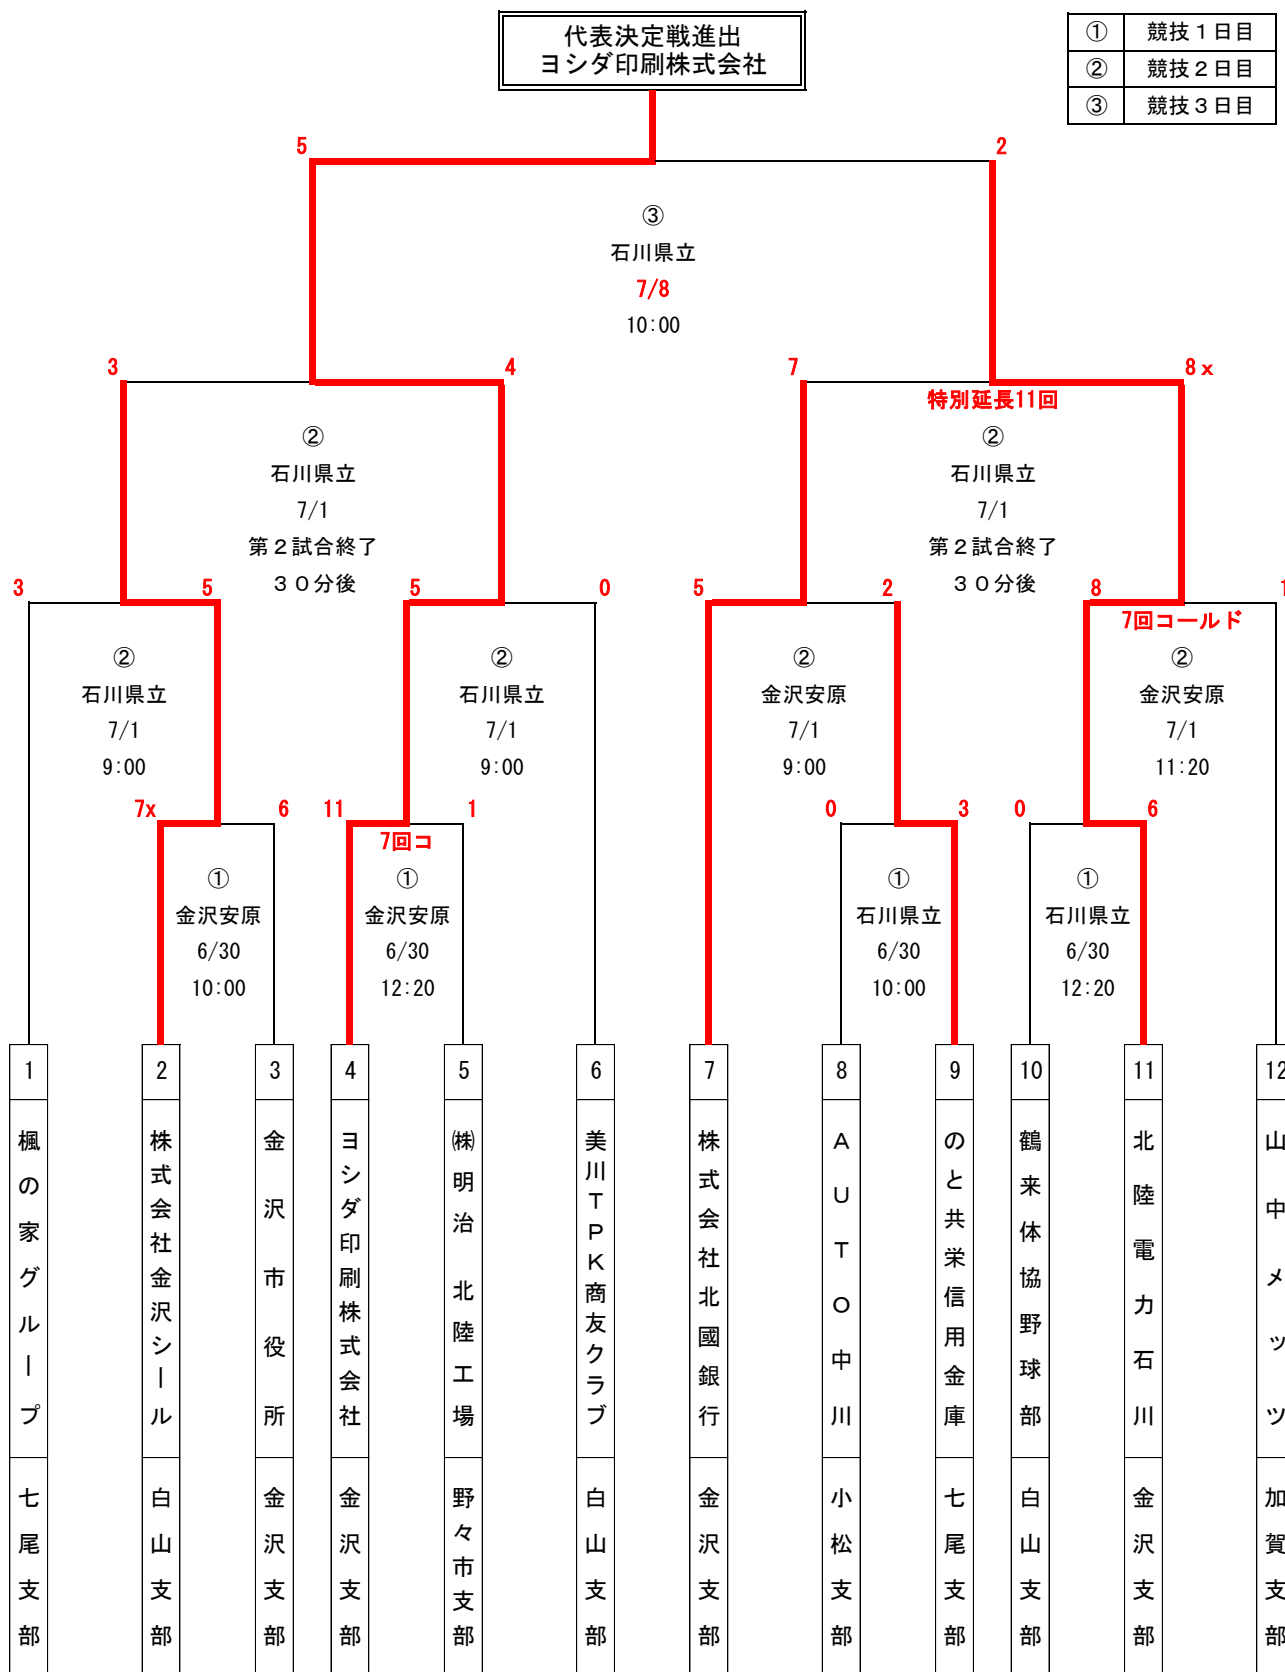 代表決定戦進出
ヨシダ印刷株式会社
① 競技１日目
② 競技２日目
③ 競技３日目
5 2
③
石川県立
7/8
10:00
3 4 7 8x
特別延長11回
② ②
石川県立 石川県立
7/1 7/1
第２試合終了 第２試合終了
３０分後 ３０分後
3 5 5 0 5 2 8 1
7回コールド
② ② ② ②
石川県立 石川県立 金沢安原 金沢安原
7/1 7/1 7/1 7/1
9:00 9:00 9:00 11:20
7x 6 11 1 0 3 0 6
7回コ
① ① ① ①
金沢安原 金沢安原 石川県立 石川県立
6/30 6/30 6/30 6/30
10:00 12:20 10:00 12:20
1 2 3 4 5 6 7 8 9 10 11 12
楓の家グループ
株式会社金沢シール
金沢市役所
ヨシダ印刷株式会社
㈱明治 北陸工場
美川ＴＰＫ商友クラブ
株式会社北國銀行
ＡＵＴＯ中川
のと共栄信用金庫
鶴来体協野球部
北陸電力石川
山中メッツ
七尾支部
白山支部
金沢支部
金沢支部
野々市支部
白山支部
金沢支部
小松支部
七尾支部
白山支部
金沢支部
加賀支部